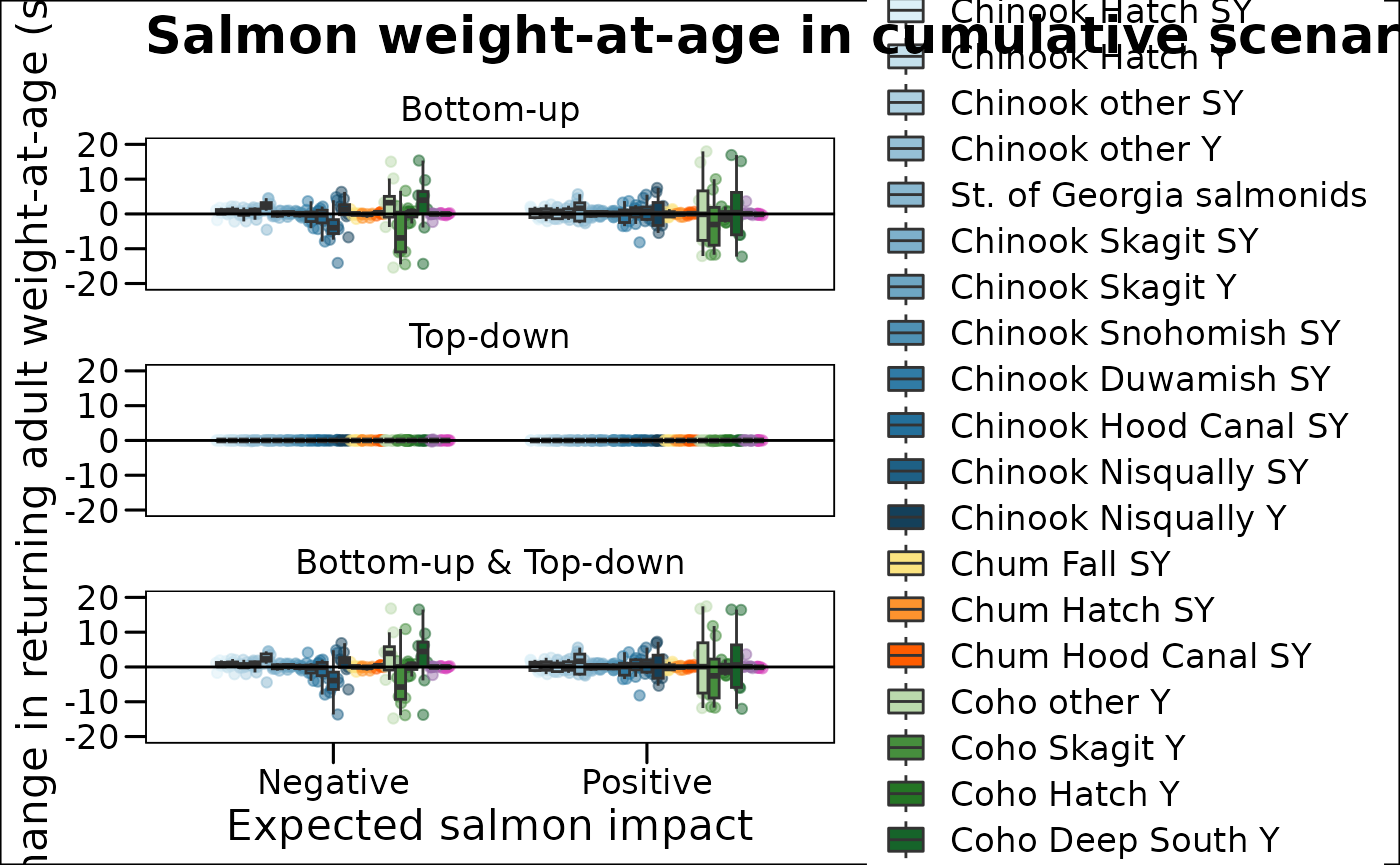 Salmon weight-at-age in cumulative scenar
hange in returning adult weight-at-age (s
Bottom-up
20
10
0
-10
-20
Top-down
20
10
0
-10
-20
Bottom-up & Top-down
20
10
0
-10
-20
Negative
Positive
Expected salmon impact
Chinook Hatch SY
Chinook Hatch Y
Chinook other SY
Chinook other Y
St. of Georgia salmonids
Chinook Skagit SY
Chinook Skagit Y
Chinook Snohomish SY
Chinook Duwamish SY
Chinook Hood Canal SY
Chinook Nisqually SY
Chinook Nisqually Y
Chum Fall SY
Chum Hatch SY
Chum Hood Canal SY
Coho other Y
Coho Skagit Y
Coho Hatch Y
Coho Deep South Y